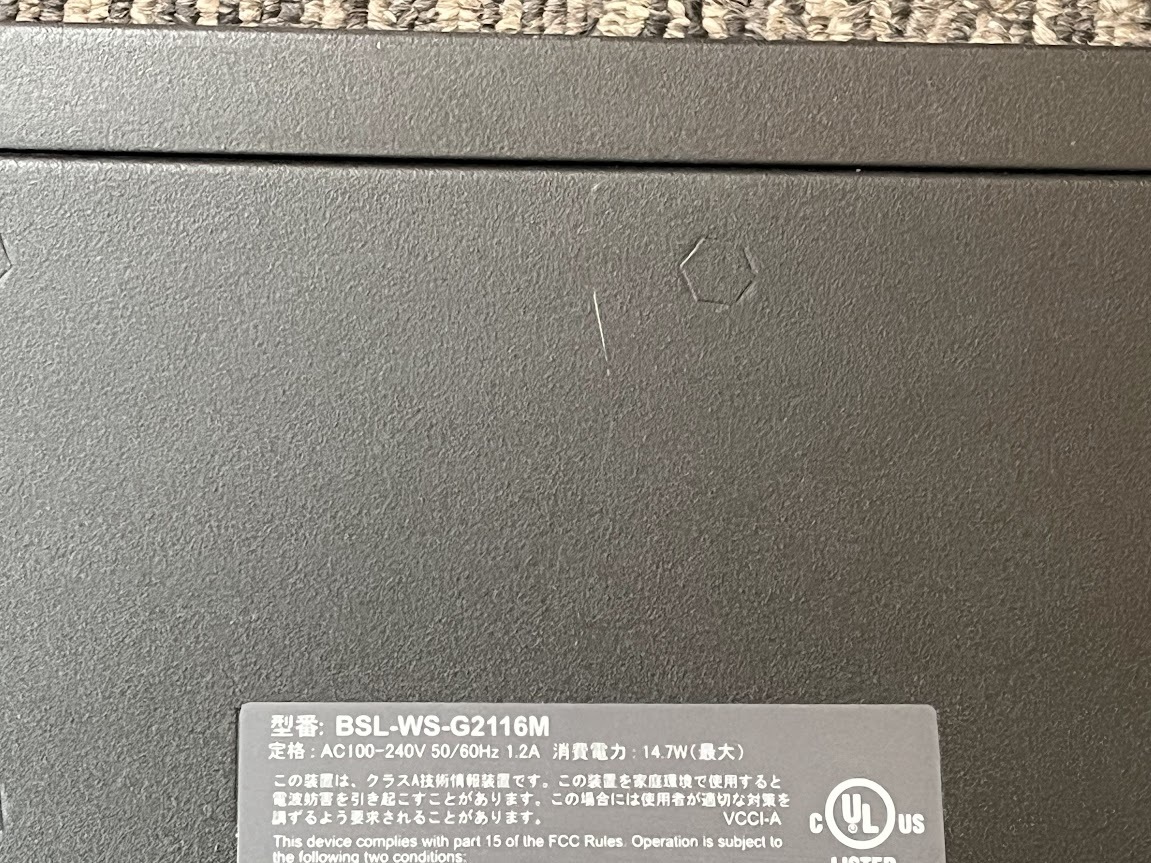 型番: BSL-WS-G2116M
定格 : AC100-240V 50/60Hz 1.2A 消費電力 : 14.7W(最大)
この装置は、クラスA技術情報装置です。この装置を家庭環境で使用すると
電波妨害を引き起こすことがあります。この場合には使用者が適切な対策を
講ずるよう要求されることがあります。 VCCI-A
This device complies with part 15 of the FCC Rules. Operation is subject to
the following two conditions:
C UL US
LISTED